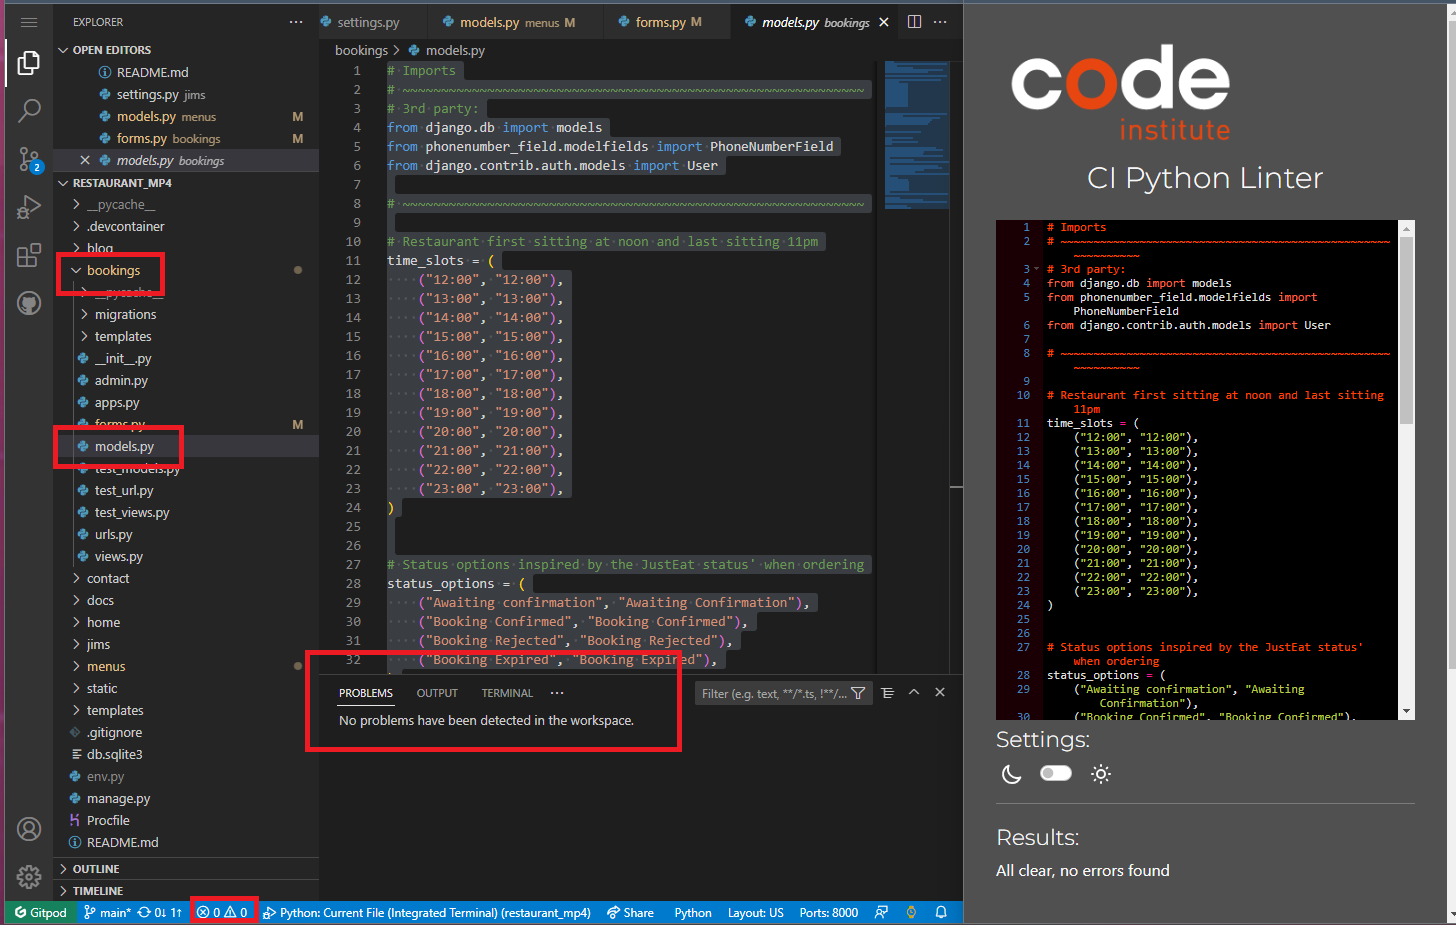 EXPLORER
OPEN EDITORS
README.md
settings.py jims
models.py menus M
forms.py bookings M
models.py bookings
RESTAURANT_MP4
__pycache__
.devcontainer
blog
bookings
__pycache__
migrations
templates
__init__.py
admin.py
apps.py
forms.py M
models.py
test_models.py
test_url.py
test_views.py
urls.py
views.py
contact
docs
home
jims
menus
static
templates
.gitignore
db.sqlite3
env.py
manage.py
Procfile
README.md
OUTLINE
TIMELINE
2
settings.py
models.py menus M
forms.py M
models.py bookings
bookings > models.py
1 # Imports
2 # ~~~~~~~~~~~~~~~~~~~~~~~~~~~~~~~~~~~~~~~~~~~~~~~~~~~~~~~~~~~~
3 # 3rd party:
4 from django.db import models
5 from phonenumber_field.modelfields import PhoneNumberField
6 from django.contrib.auth.models import User
7
8 # ~~~~~~~~~~~~~~~~~~~~~~~~~~~~~~~~~~~~~~~~~~~~~~~~~~~~~~~~~~~~
9
10 # Restaurant first sitting at noon and last sitting 11pm
11 time_slots = (
12 ("12:00", "12:00"),
13 ("13:00", "13:00"),
14 ("14:00", "14:00"),
15 ("15:00", "15:00"),
16 ("16:00", "16:00"),
17 ("17:00", "17:00"),
18 ("18:00", "18:00"),
19 ("19:00", "19:00"),
20 ("20:00", "20:00"),
21 ("21:00", "21:00"),
22 ("22:00", "22:00"),
23 ("23:00", "23:00"),
24 )
25
26
27 # Status options inspired by the JustEat status' when ordering
28 status_options = (
29 ("Awaiting confirmation", "Awaiting Confirmation"),
30 ("Booking Confirmed", "Booking Confirmed"),
31 ("Booking Rejected", "Booking Rejected"),
32 ("Booking Expired", "Booking Expired"),
PROBLEMS OUTPUT TERMINAL ···
Filter (e.g. text, **/*.ts, !**/...
No problems have been detected in the workspace.
Gitpod main* 0↓ 1↑ 0 0 Python: Current File (Integrated Terminal) (restaurant_mp4) Share Python Layout: US Ports: 8000
code
institute
CI Python Linter
1 # Imports
2 # ~~~~~~~~~~~~~~~~~~~~~~~~~~~~~~~~~~~~~~~~~~~~~~~~~~
~~~~~~~~~~
3 # 3rd party:
4 from django.db import models
5 from phonenumber_field.modelfields import
PhoneNumberField
6 from django.contrib.auth.models import User
7
8 # ~~~~~~~~~~~~~~~~~~~~~~~~~~~~~~~~~~~~~~~~~~~~~~~~~~
~~~~~~~~~~
9
10 # Restaurant first sitting at noon and last sitting
11pm
11 time_slots = (
12 ("12:00", "12:00"),
13 ("13:00", "13:00"),
14 ("14:00", "14:00"),
15 ("15:00", "15:00"),
16 ("16:00", "16:00"),
17 ("17:00", "17:00"),
18 ("18:00", "18:00"),
19 ("19:00", "19:00"),
20 ("20:00", "20:00"),
21 ("21:00", "21:00"),
22 ("22:00", "22:00"),
23 ("23:00", "23:00"),
24 )
25
26
27 # Status options inspired by the JustEat status'
when ordering
28 status_options = (
29 ("Awaiting confirmation", "Awaiting
Confirmation"),
30 ("Booking Confirmed", "Booking Confirmed"),
Settings:
Results:
All clear, no errors found